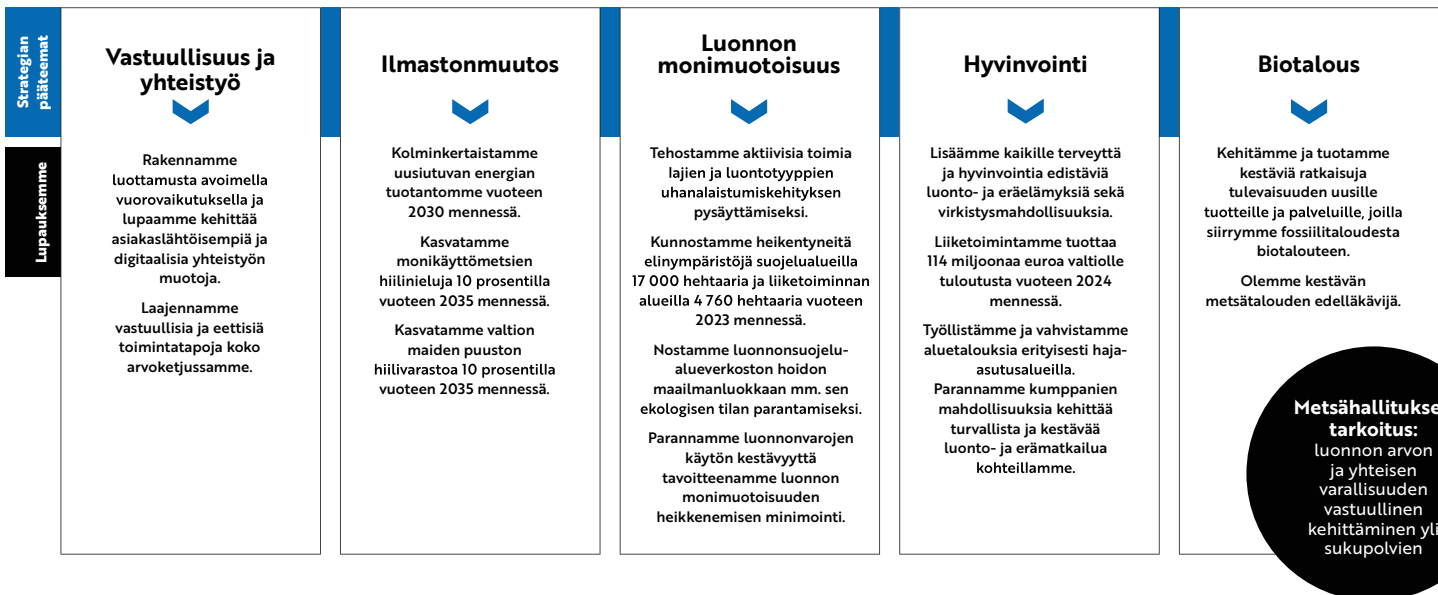 Strategian
pääteemat
Lupauksemme
Vastuullisuus ja
yhteistyö
Rakennamme
luottamusta avoimella
vuorovaikutuksella ja
lupaamme kehittää
asiakaslähtöisempiä ja
digitaalisia yhteistyön
muotoja.
Laajennamme
vastuullisia ja eettisiä
toimintatapoja koko
arvoketjussamme.
Ilmastonmuutos
Kolminkertaistamme
uusiutuvan energian
tuotantomme vuoteen
2030 mennessä.
Kasvatamme
monikäyttömetsien
hiilinieluja 10 prosentilla
vuoteen 2035 mennessä.
Kasvatamme valtion
maiden puuston
hiilivarastoa 10 prosentilla
vuoteen 2035 mennessä.
Luonnon
monimuotoisuus
Tehostamme aktiivisia toimia
lajien ja luontotyyppien
uhanalaistumiskehityksen
pysäyttämiseksi.
Kunnostamme heikentyneitä
elinympäristöjä suojelualueilla
17 000 hehtaaria ja liiketoiminnan
alueilla 4 760 hehtaaria vuoteen
2023 mennessä.
Nostamme luonnonsuojelu-
alueverkoston hoidon
maailmanluokkaan mm. sen
ekologisen tilan parantamiseksi.
Parannamme luonnonvarojen
käytön kestävyyttä
tavoitteenamme luonnon
monimuotoisuuden
heikkenemisen minimointi.
Hyvinvointi
Lisäämme kaikille terveyttä
ja hyvinvointia edistäviä
luonto- ja eräelämyksiä sekä
virkistysmahdollisuuksia.
Liiketoimintamme tuottaa
114 miljoonaa euroa valtiolle
tuloutusta vuoteen 2024
mennessä.
Työllistämme ja vahvistamme
aluetalouksia erityisesti haja-
asutusalueilla.
Parannamme kumppanien
mahdollisuuksia kehittää
turvallista ja kestävää
luonto- ja erämatkailua
kohteillamme.
Biotalous
Kehitämme ja tuotamme
kestäviä ratkaisuja
tulevaisuuden uusille
tuotteille ja palveluille, joilla
siirrymme fossiilitaloudesta
biotalouteen.
Olemme kestävän
metsätalouden edelläkävijä.
Metsähallitukse
tarkoitus:
luonnon arvon
ja yhteisen
varallisuuden
vastuullinen
kehittäminen yli
sukupolvien